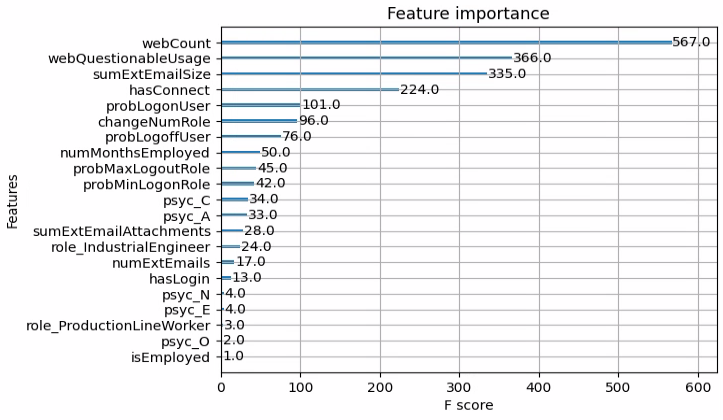 Feature importance
Features
webCount 567.0
webQuestionableUsage 366.0
sumExtEmailSize 335.0
hasConnect 224.0
probLogonUser 101.0
changeNumRole 96.0
probLogoffUser 76.0
numMonthsEmployed 50.0
probMaxLogoutRole 45.0
probMinLogonRole 42.0
psyc_C 34.0
psyc_A 33.0
sumExtEmailAttachments 28.0
role_IndustrialEngineer 24.0
numExtEmails 17.0
hasLogin 13.0
psyc_N 4.0
psyc_E 4.0
role_ProductionLineWorker 3.0
psyc_O 2.0
isEmployed 1.0
0 100 200 300 400 500 600
F score